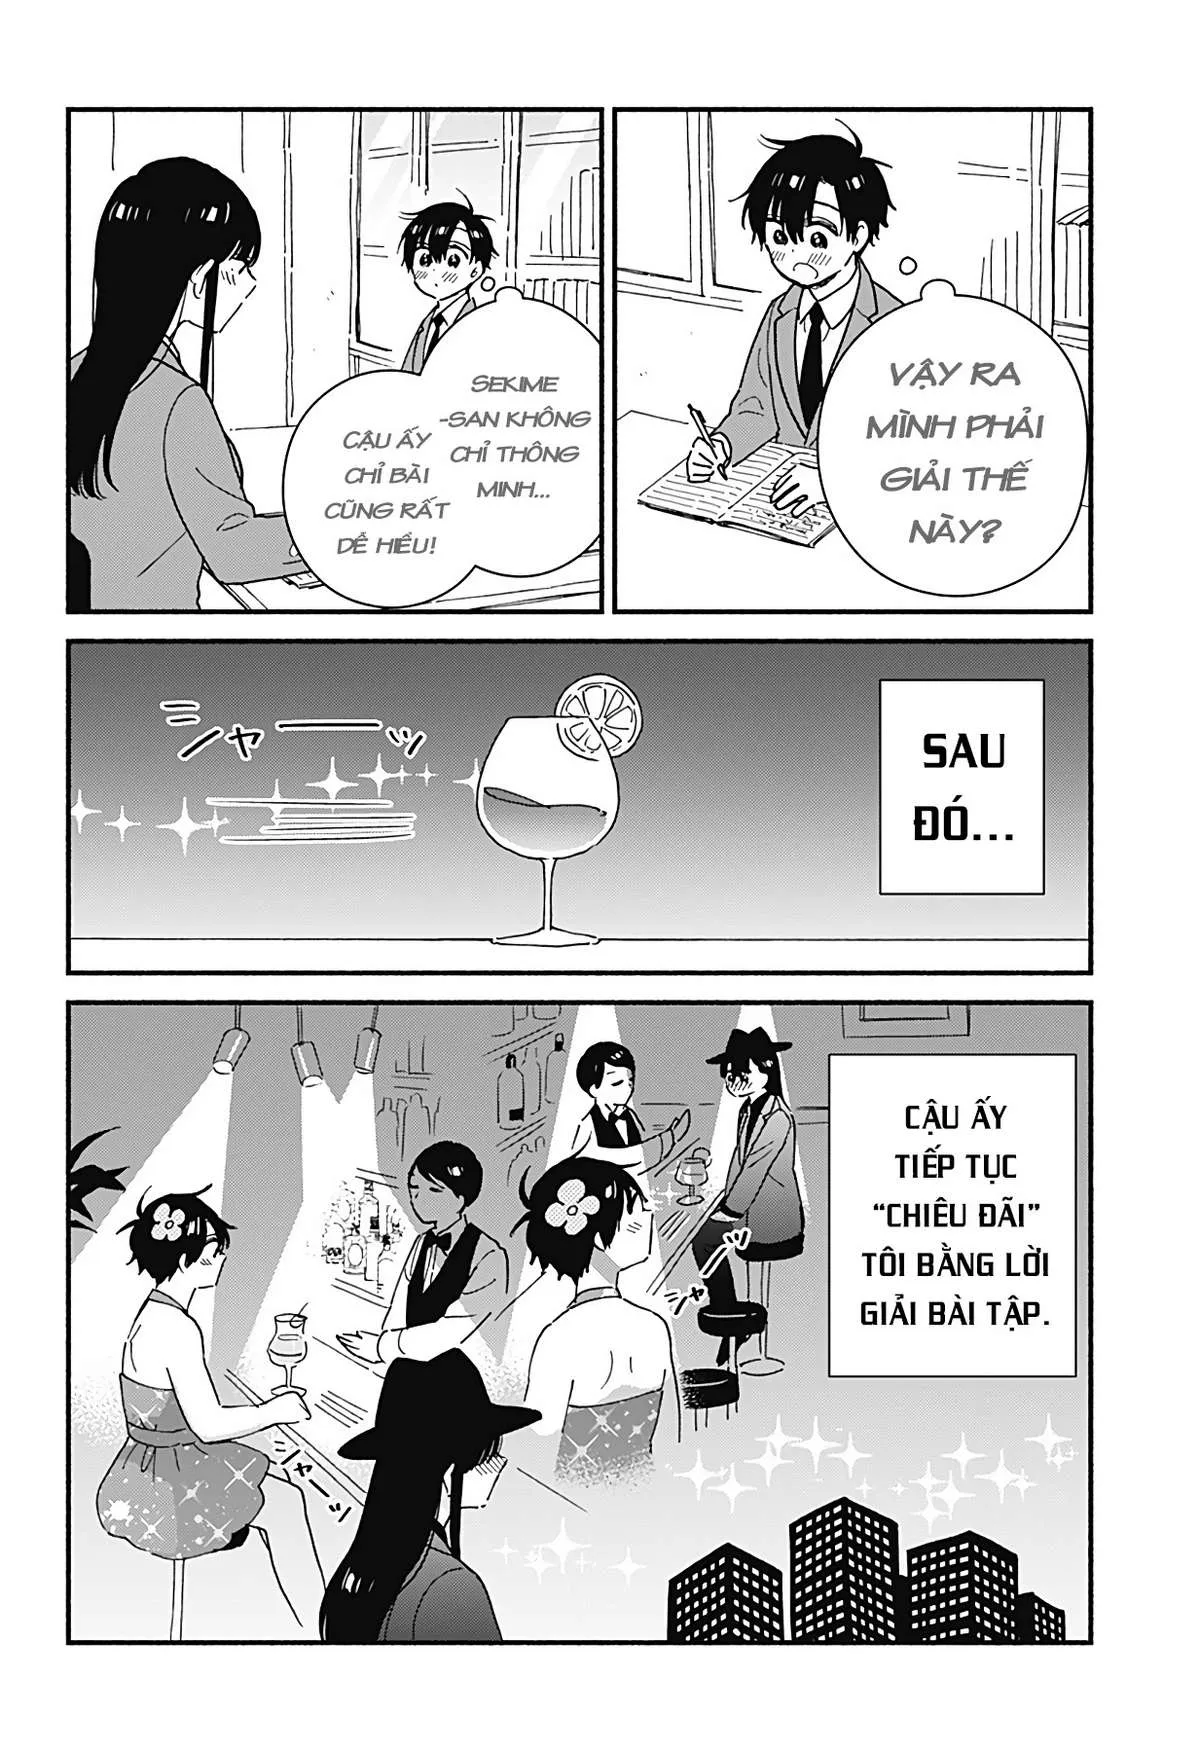 VẬY RA
MÌNH PHẢI
GIẢI THẾ
NÀY?
SEKIME
-SAN KHÔNG
CHỈ THÔNG
MINH...
CẬU ẤY
CHỈ BÀI
CŨNG RẤT
DỄ HIỂU!
SAU
ĐÓ...
シャーーッ
CẬU ẤY
TIẾP TỤC
“CHIÊU ĐÃI”
TÔI BẰNG LỜI
GIẢI BÀI TẬP.
シャーッ
シャーッ